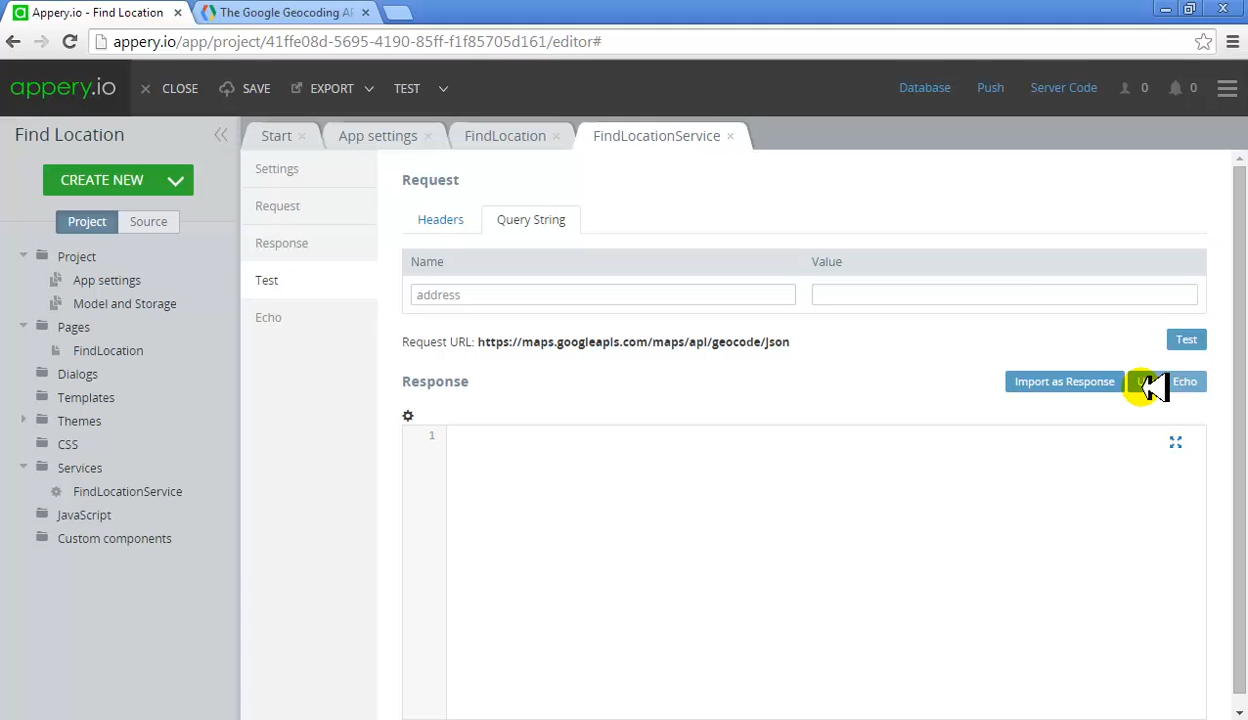 Appery.io - Find Location
The Google Geocoding AP
appery.io/app/project/41ffe08d-5695-4190-85ff-f1f85705d161/editor#
appery.io
CLOSE
SAVE
EXPORT
TEST
Database
Push
Server Code
0
0
Find Location
Start
App settings
FindLocation
FindLocationService
CREATE NEW
Project
Source
Project
App settings
Model and Storage
Pages
FindLocation
Dialogs
Templates
Themes
CSS
Services
FindLocationService
JavaScript
Custom components
Settings
Request
Response
Test
Echo
Request
Headers
Query String
Name
Value
address
Request URL: https://maps.googleapis.com/maps/api/geocode/json
Test
Response
Import as Response
Echo
1